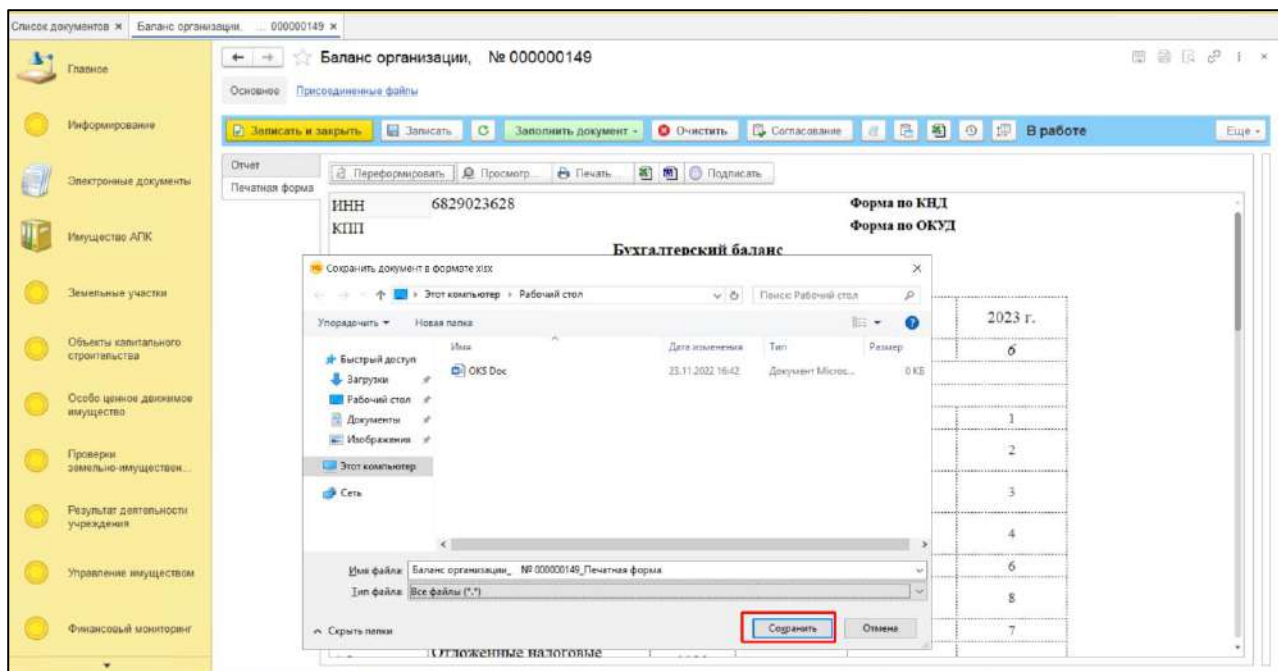 Список документов × Баланс организации, ... 000000149 ×
Главное
Информирование
Электронные документы
Имущество АПК
Земельные участки
Объекты капитального
строительства
Особо ценное движимое
имущество
Проверки
земельно-имуществен...
Результат деятельности
учреждения
Управление имуществом
Финансовый мониторинг
Баланс организации, № 000000149
Основное Присоединенные файлы
Записать и закрыть Записать Заполнить документ Очистить Согласование В работе Еще
Отчет
Печатная форма
Переформировать Просмотр... Печать... Подписать
ИНН 6829023628 Форма по КНД
КПП Форма по ОКУД
Бухгалтерский баланс
Сохранить документ в формате xlsx
Этот компьютер Рабочий стол Поиск: Рабочий стол
Упорядочить Новая папка
Имя Дата изменения Тип Размер
OKS Doc 23.11.2022 16:42 Документ Micros... 0 КБ
Быстрый доступ
Загрузки
Рабочий стол
Документы
Изображения
Этот компьютер
Сеть
Имя файла: Баланс организации_ № 000000149_Печатная форма
Тип файла: Все файлы (*.*)
Скрыть папки Сохранить Отмена
2023 г.
6
1
2
3
4
6
8
7
Отложенные налоговые